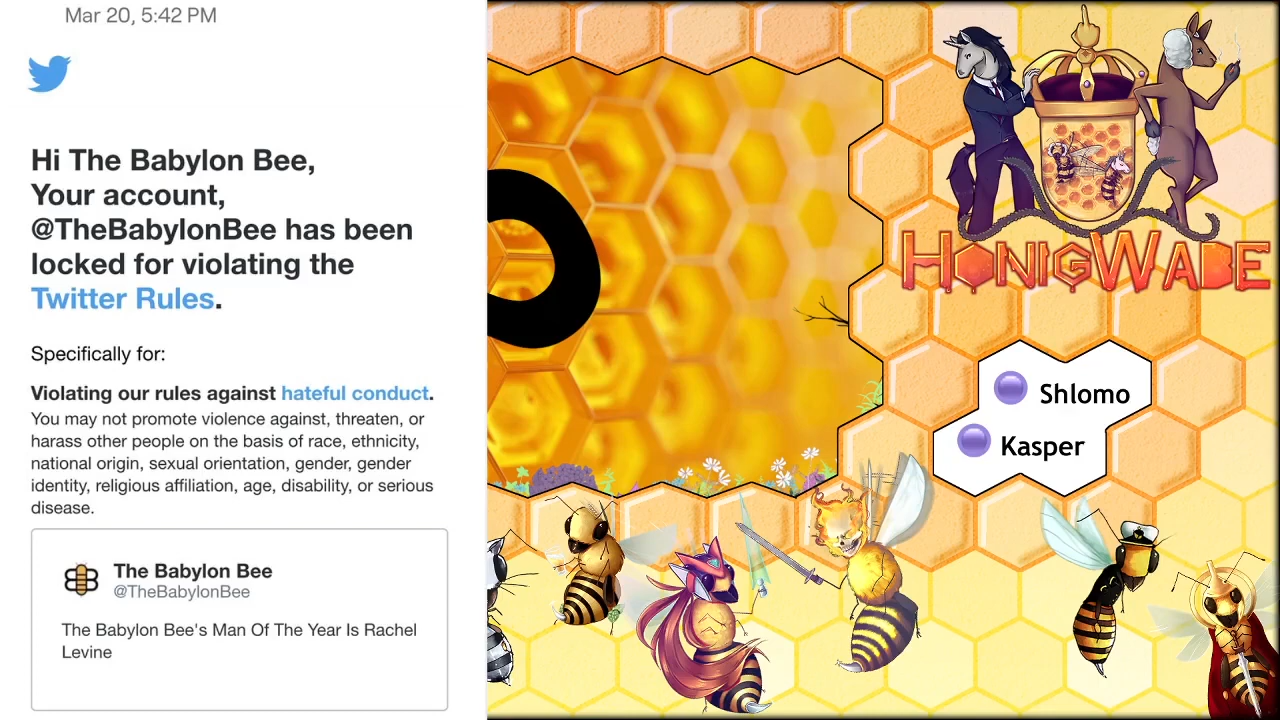 Mar 20, 5:42 PM
Hi The Babylon Bee,
Your account,
@TheBabylonBee has been
locked for violating the
Twitter Rules.
Specifically for:
Violating our rules against hateful conduct.
You may not promote violence against, threaten, or
harass other people on the basis of race, ethnicity,
national origin, sexual orientation, gender, gender
identity, religious affiliation, age, disability, or serious
disease.
The Babylon Bee
@TheBabylonBee
The Babylon Bee's Man Of The Year Is Rachel
Levine
HONIGWABE
Shlomo
Kasper